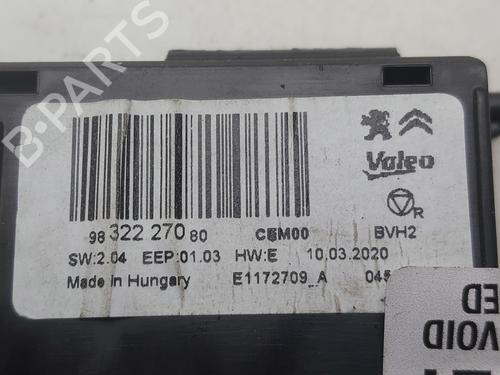 Valeo
R
98 322 270 80 CBM00 BVH2
SW:2.04 EEP:01.03 HW:E 10.03.2020
Made in Hungary E1172709_A 045
VOID
ED
B-PARTS